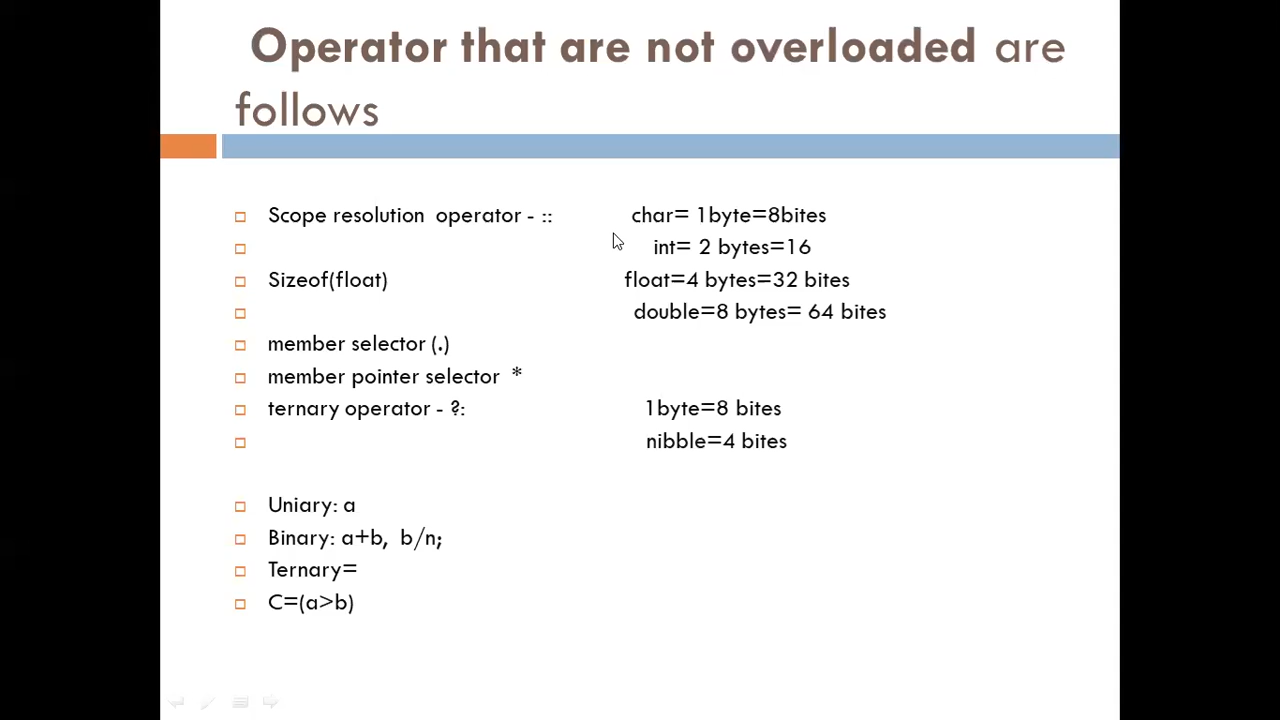 Operator that are not overloaded are
follows
Scope resolution operator - :: char= 1byte=8bites
int= 2 bytes=16
Sizeof(float) float=4 bytes=32 bites
double=8 bytes= 64 bites
member selector (.)
member pointer selector *
ternary operator - ?: 1byte=8 bites
nibble=4 bites
Uniary: a
Binary: a+b, b/n;
Ternary=
C=(a>b)